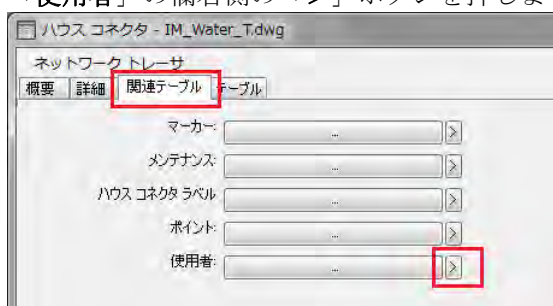 「使用者」の欄右側の「>」ボタンを押しま
ハウス コネクタ - IM_Water_T.dwg
ネットワークトレーサ
概要 詳細 関連テーブル テーブル
マーカー: ... >
メンテナンス: ... >
ハウス コネクタ ラベル ... >
ポイント: ... >
使用者: ... >